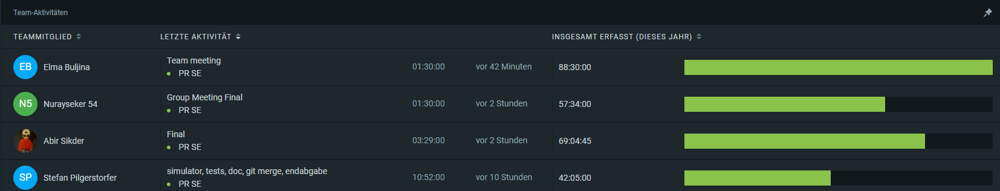 Team-Aktivitäten
TEAMMITGLIED LETZTE AKTIVITÄT INSGESAMT ERFASST (DIESES JAHR)
EB Elma Buljina Team meeting 01:30:00 vor 42 Minuten 88:30:00
PR SE
N5 Nurayseker 54 Group Meeting Final 01:30:00 vor 2 Stunden 57:34:00
PR SE
Abir Sikder Final 03:29:00 vor 2 Stunden 69:04:45
PR SE
SP Stefan Pilgerstorfer simulator, tests, doc, git merge, endabgabe 10:52:00 vor 10 Stunden 42:05:00
PR SE